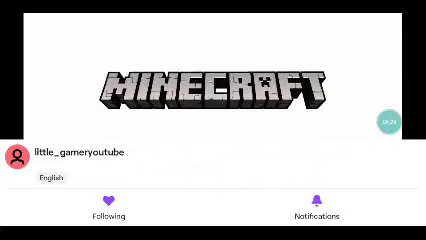 MINECRAFT
little_gameryoutube
English
Following
Notifications